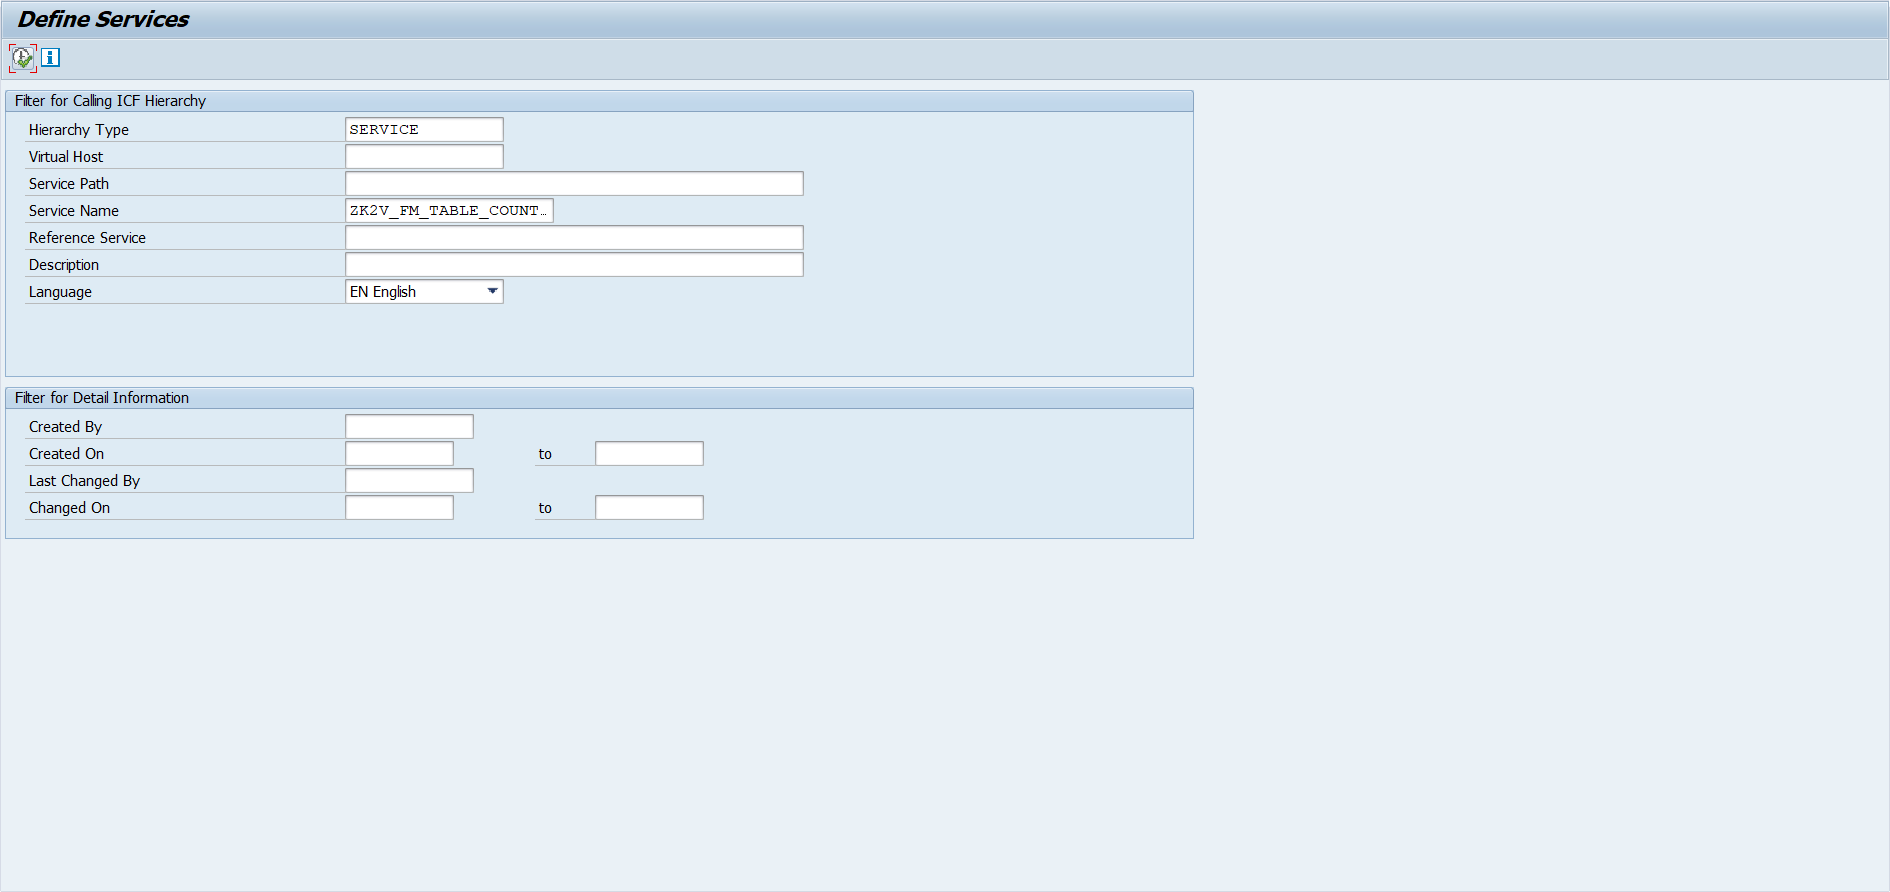 Define Services
Filter for Calling ICF Hierarchy
Hierarchy Type SERVICE
Virtual Host
Service Path
Service Name ZK2V_FM_TABLE_COUNT…
Reference Service
Description
Language EN English
Filter for Detail Information
Created By
Created On to
Last Changed By
Changed On to